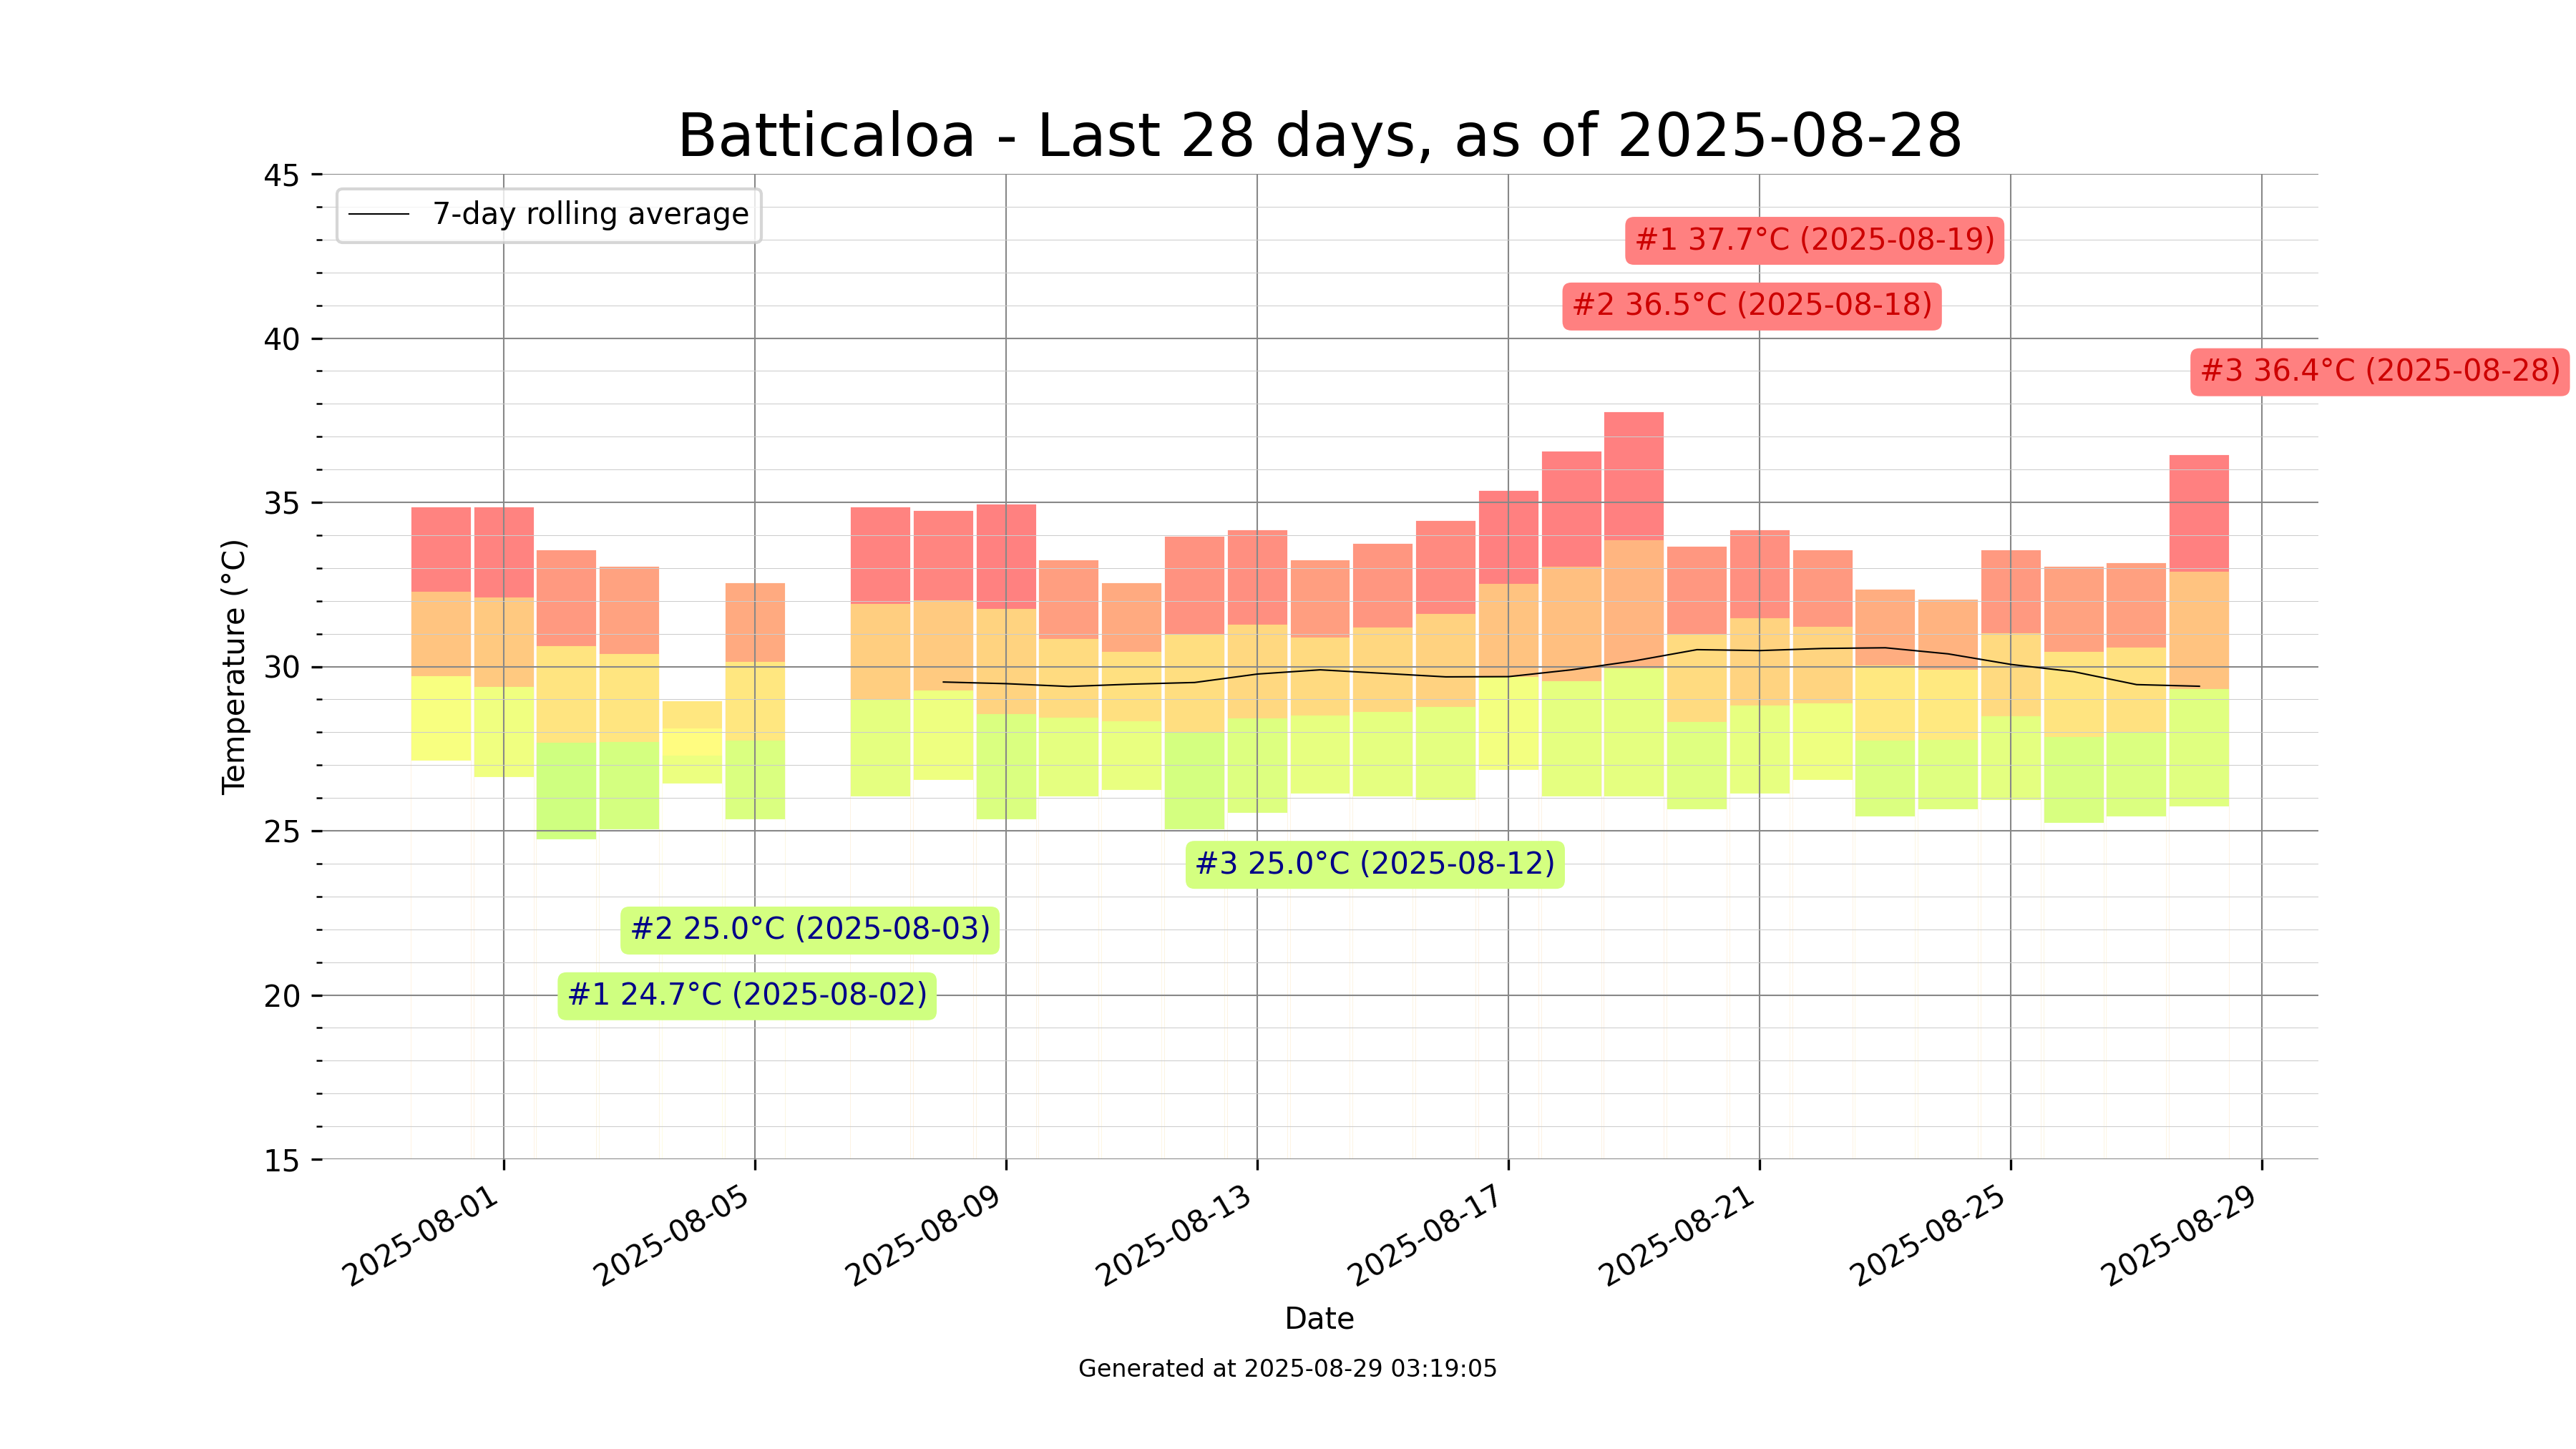 Batticaloa - Last 28 days, as of 2025-08-28
45
7-day rolling average
#1 37.7°C (2025-08-19)
#2 36.5°C (2025-08-18)
40
#3 36.4°C (2025-08-28)
35
Temperature (°C)
30
25
#3 25.0°C (2025-08-12)
#2 25.0°C (2025-08-03)
#1 24.7°C (2025-08-02)
20
15
2025-08-01
2025-08-05
2025-08-09
2025-08-13
2025-08-17
2025-08-21
2025-08-25
2025-08-29
Date
Generated at 2025-08-29 03:19:05